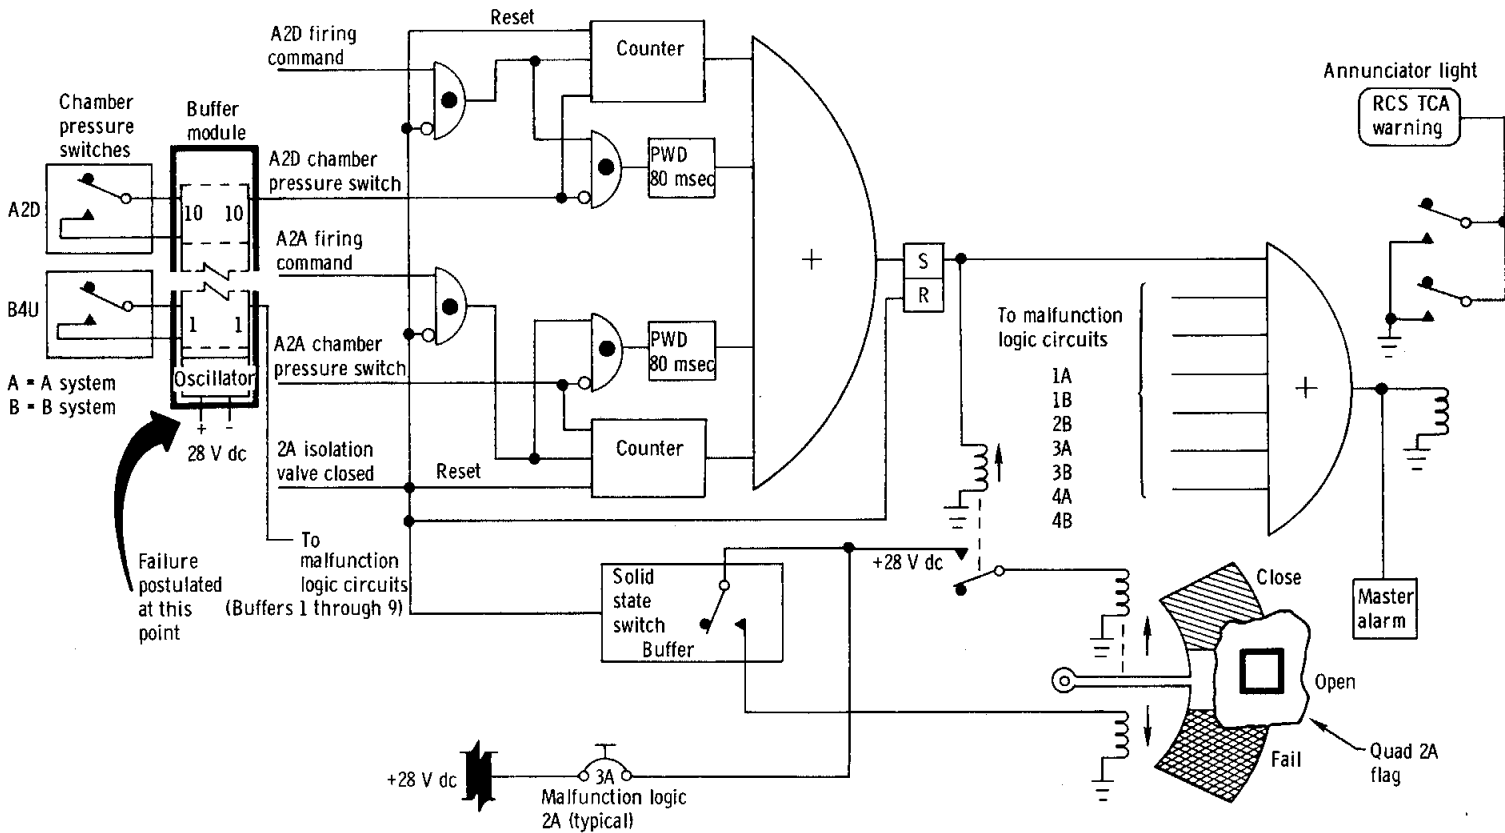 Reset
A2D firing
command
Counter
Annunciator light
RCS TCA
warning
Chamber
pressure
switches
Buffer
module
A2D chamber
pressure switch
PWD
80 msec
A2D
10 10
A2A firing
command
+
S
R
B4U
1 1
To malfunction
logic circuits
1A
1B
2B
3A
3B
4A
4B
+
A2A chamber
pressure switch
PWD
80 msec
Oscillator
A = A system
B = B system
+ -
28 V dc
2A isolation
valve closed
Reset
Counter
Failure
postulated
at this
point
To
malfunction
logic circuits
(Buffers 1 through 9)
+28 V dc
Solid
state
switch
Buffer
Close
Master
alarm
Open
Fail
Quad 2A
flag
+28 V dc
3A
Malfunction logic
2A (typical)